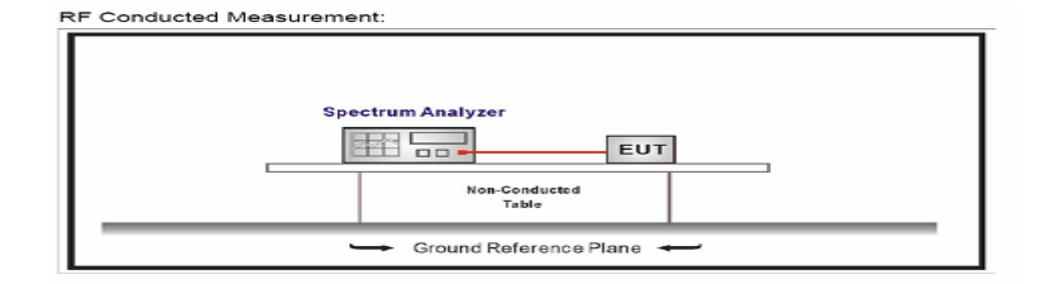 RF Conducted Measurement:
Spectrum Analyzer
EUT
Non-Conducted
Table
Ground Reference Plane